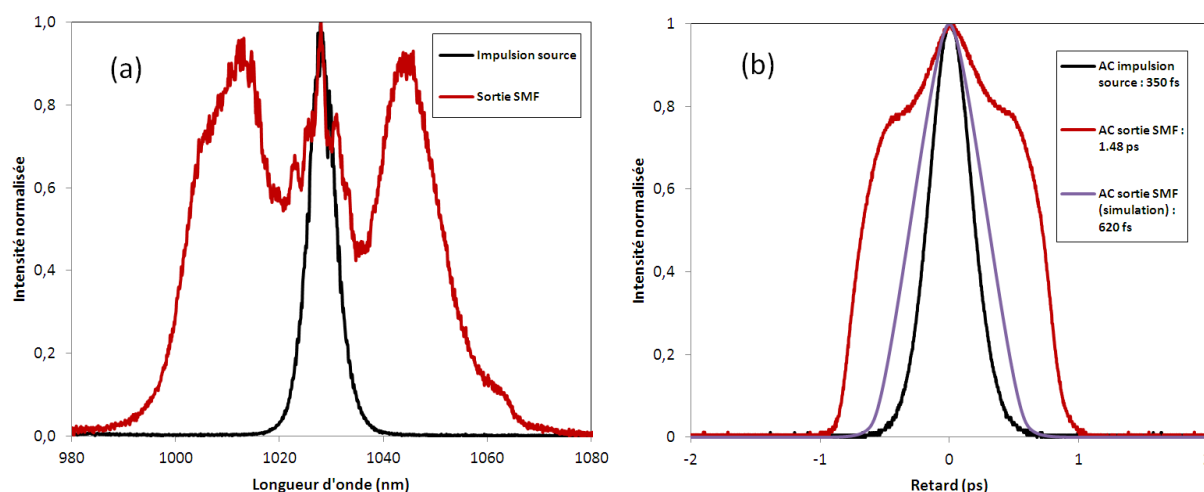 (a)
Intensité normalisée
1,0
0,8
0,6
0,4
0,2
0,0
980
1000
1020
1040
1060
1080
Longueur d'onde (nm)
Impulsion source
Sortie SMF
(b)
Intensité normalisée
1
0,8
0,6
0,4
0,2
0
-2
-1
0
1
Retard (ps)
AC impulsion
source : 350 fs
AC sortie SMF :
1.48 ps
AC sortie SMF
(simulation) :
620 fs